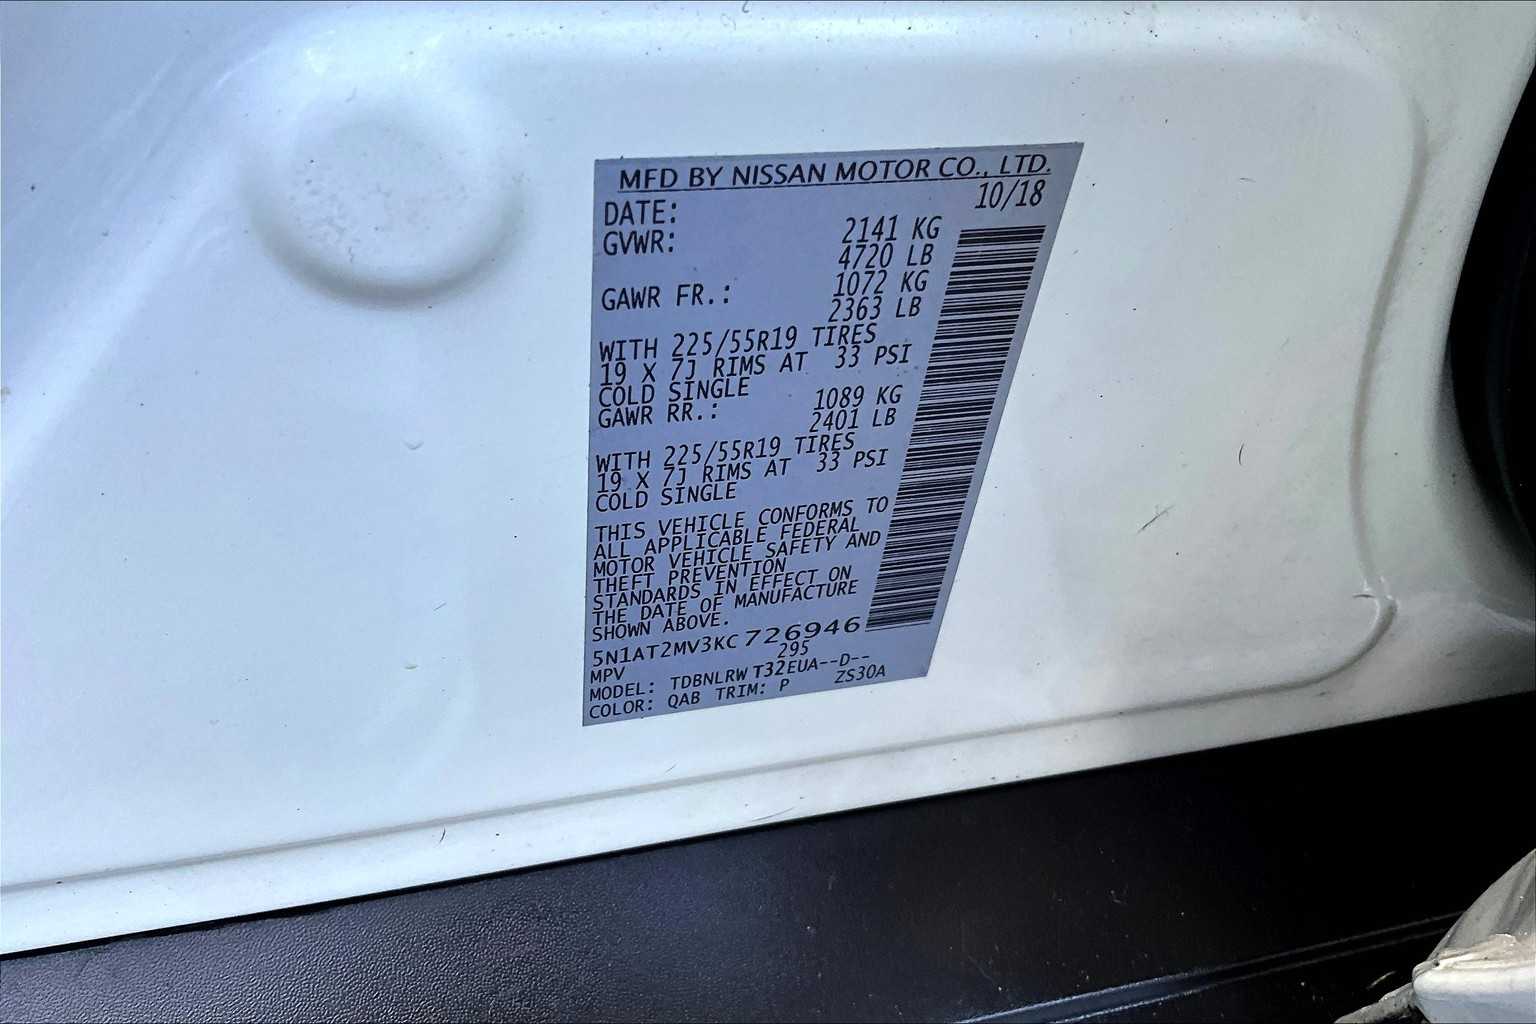 MFD BY NISSAN MOTOR CO., LTD.
DATE: 10/18
GVWR: 2141 KG
4720 LB
GAWR FR.: 1072 KG
2363 LB
WITH 225/55R19 TIRES
19 X 7J RIMS AT 33 PSI
COLD SINGLE
GAWR RR.: 1089 KG
2401 LB
WITH 225/55R19 TIRES
19 X 7J RIMS AT 33 PSI
COLD SINGLE
THIS VEHICLE CONFORMS TO
ALL APPLICABLE FEDERAL
MOTOR VEHICLE SAFETY AND
THEFT PREVENTION
STANDARDS IN EFFECT ON
THE DATE OF MANUFACTURE
SHOWN ABOVE.
5N1AT2MV3KC726946
MPV 295
MODEL: TDBNLRWT32EUA--D--
COLOR: QAB TRIM: P ZS30A